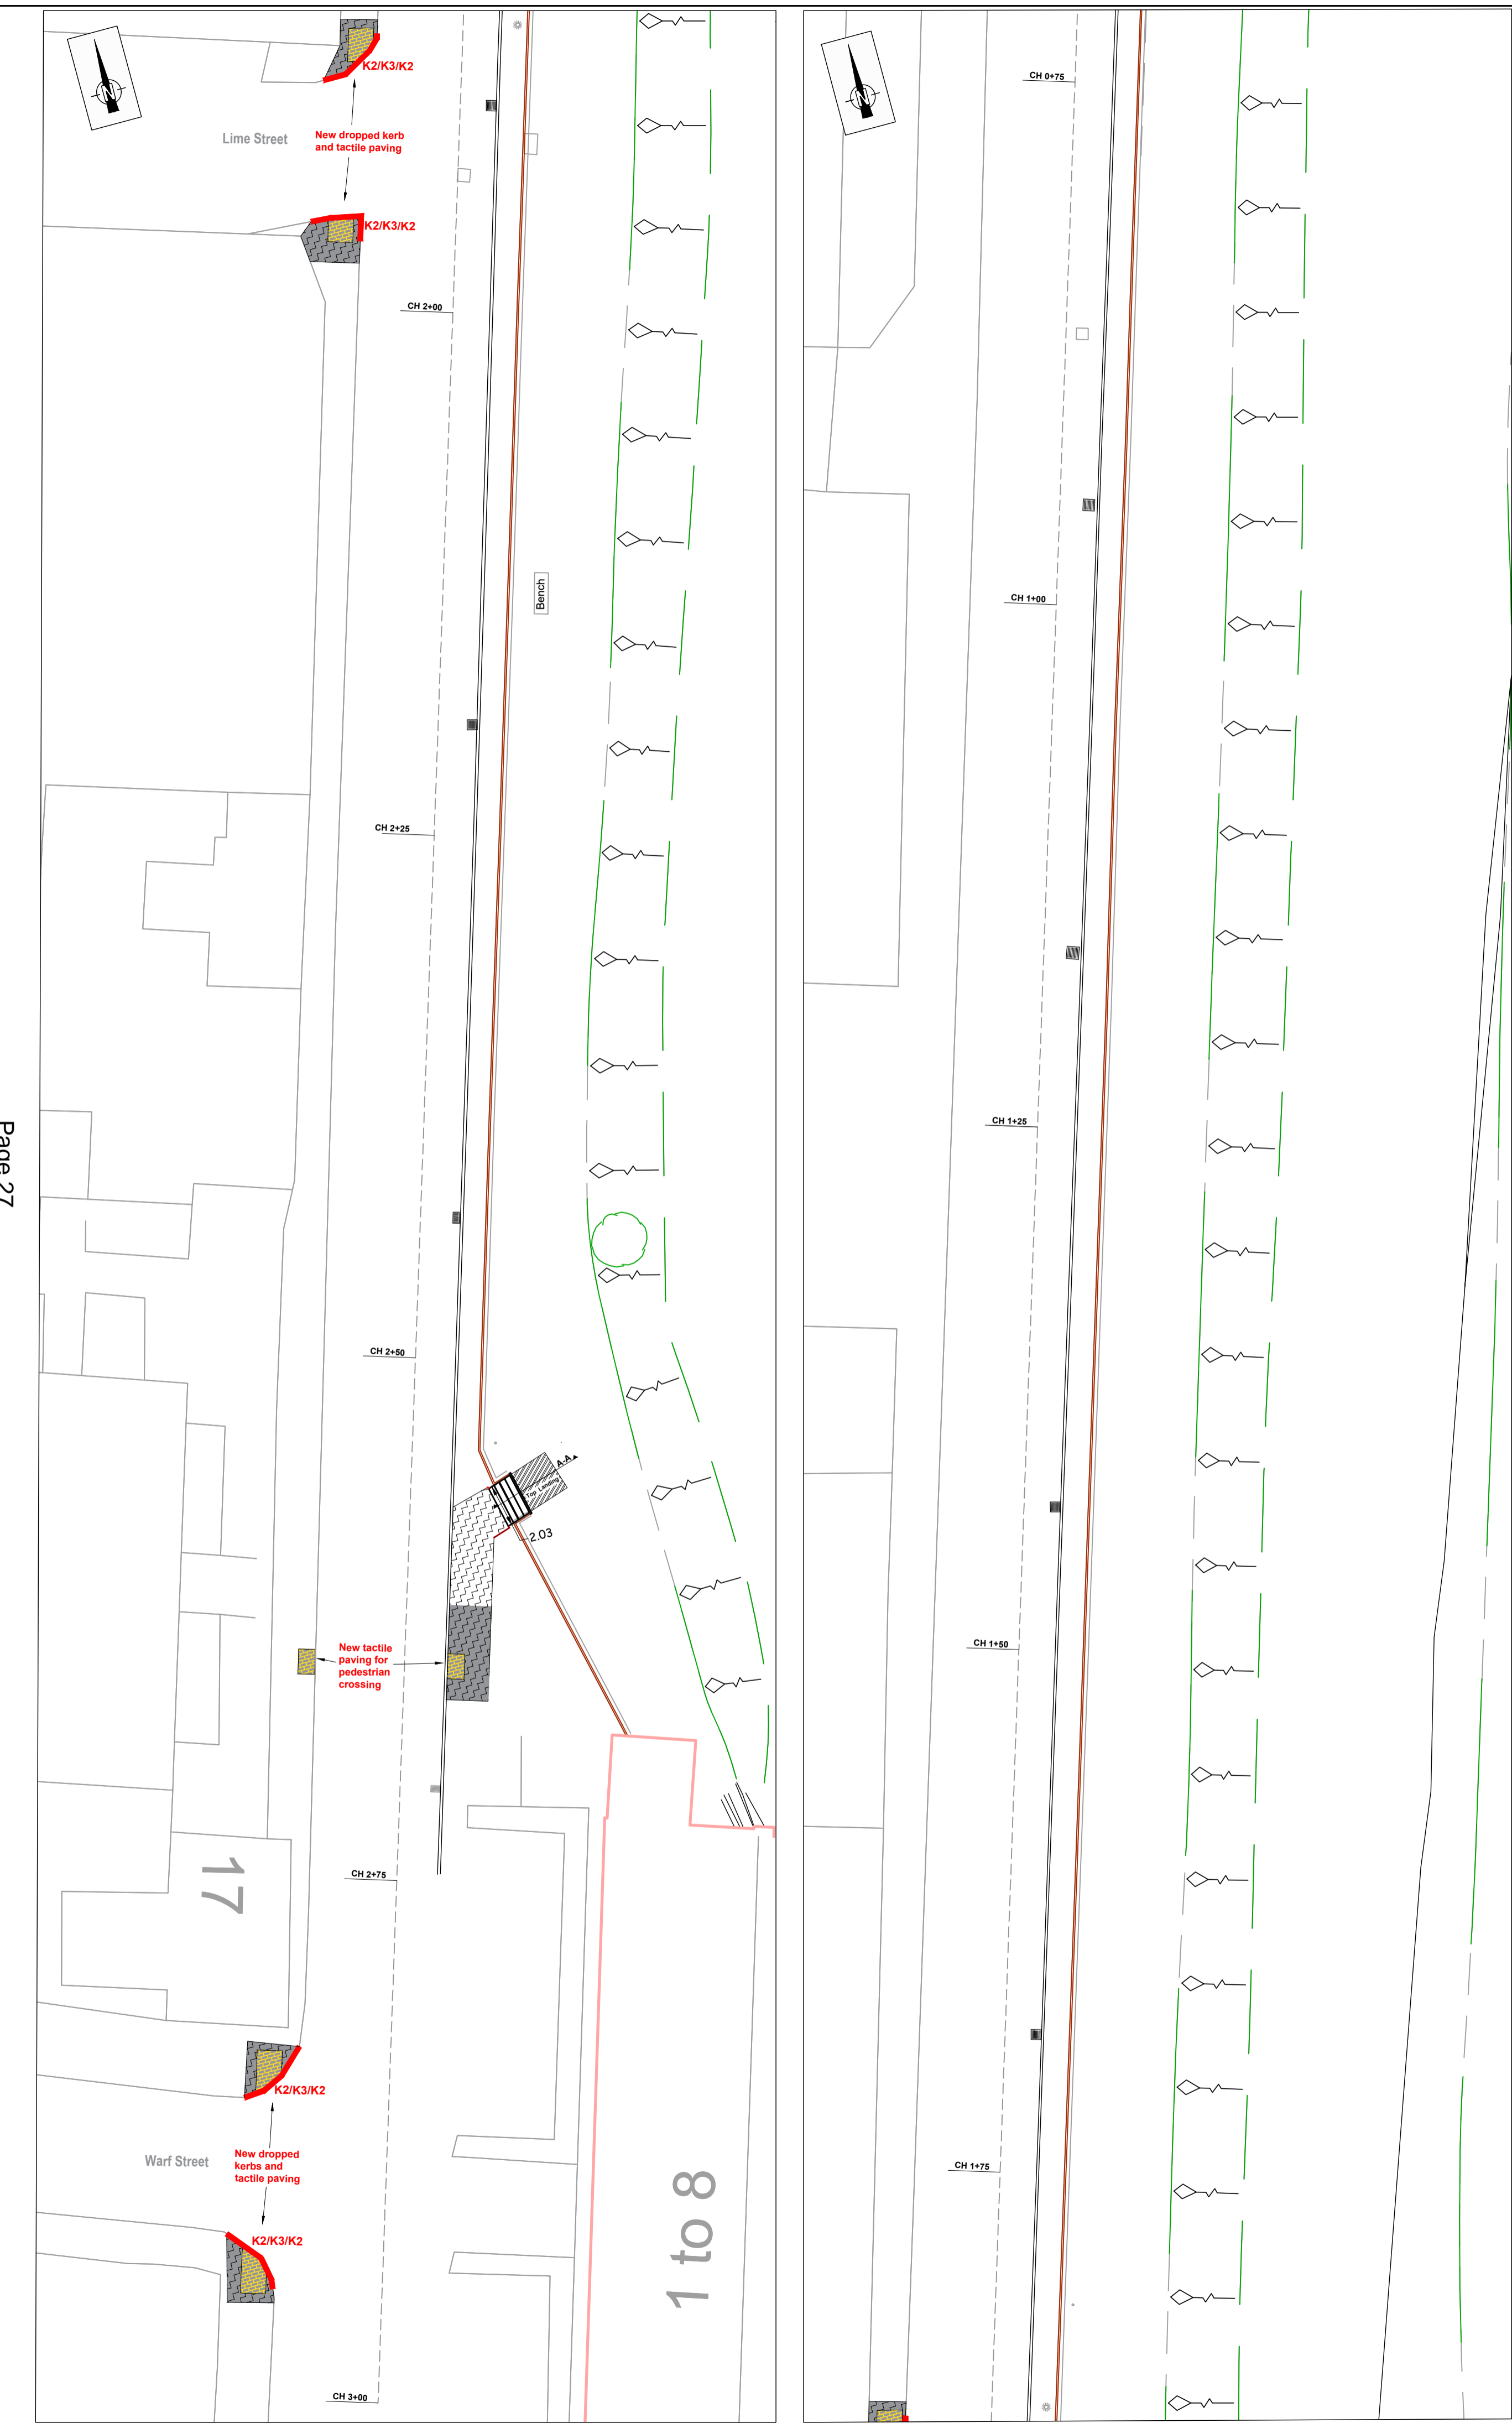 N
K2/K3/K2
Lime Street
New dropped kerb
and tactile paving
K2/K3/K2
CH 2+00
Bench
CH 2+25
CH 2+50
A-A
Top Landing
2.03
New tactile
paving for
pedestrian
crossing
CH 2+75
17
K2/K3/K2
Warf Street
New dropped
kerbs and
tactile paving
K2/K3/K2
1 to 8
CH 3+00
N
CH 0+75
CH 1+00
CH 1+25
CH 1+50
CH 1+75
Page 27